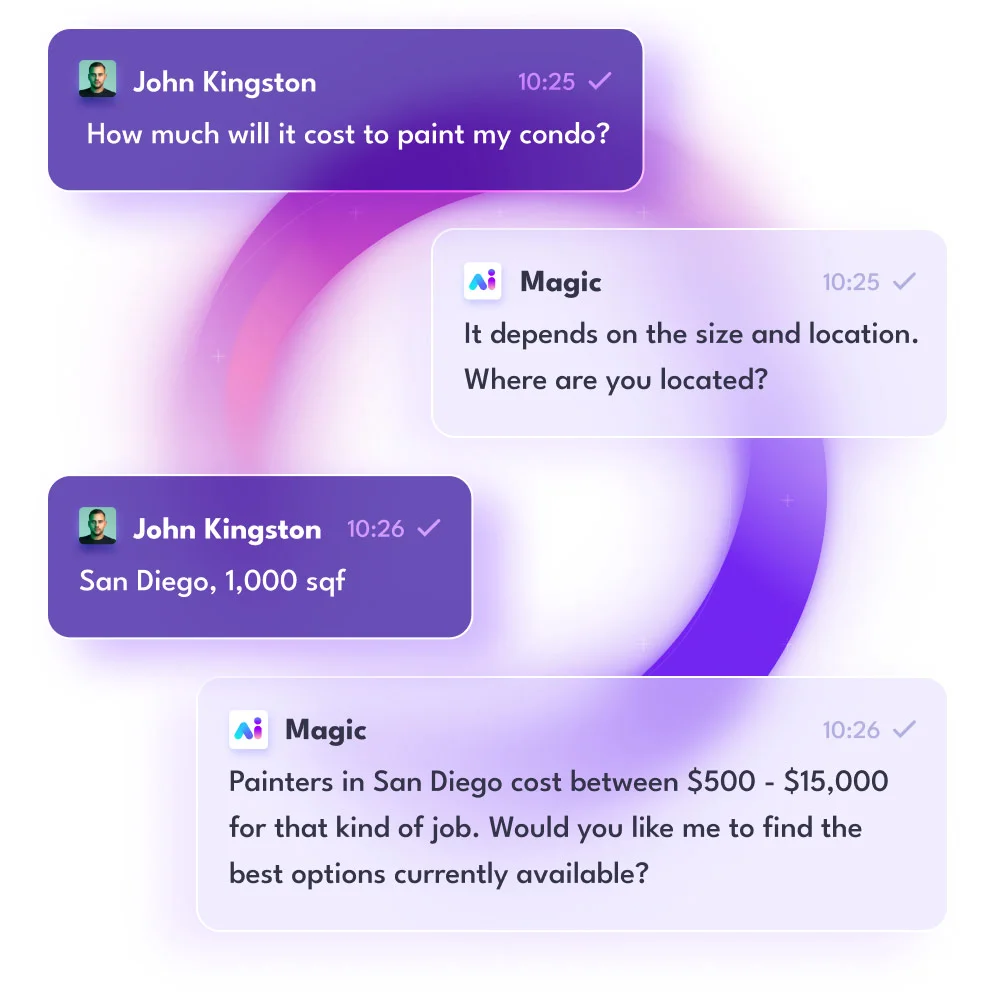 John Kingston 10:25
How much will it cost to paint my condo?
Ai Magic 10:25
It depends on the size and location.
Where are you located?
John Kingston 10:26
San Diego, 1,000 sqf
Ai Magic 10:26
Painters in San Diego cost between $500 - $15,000
for that kind of job. Would you like me to find the
best options currently available?